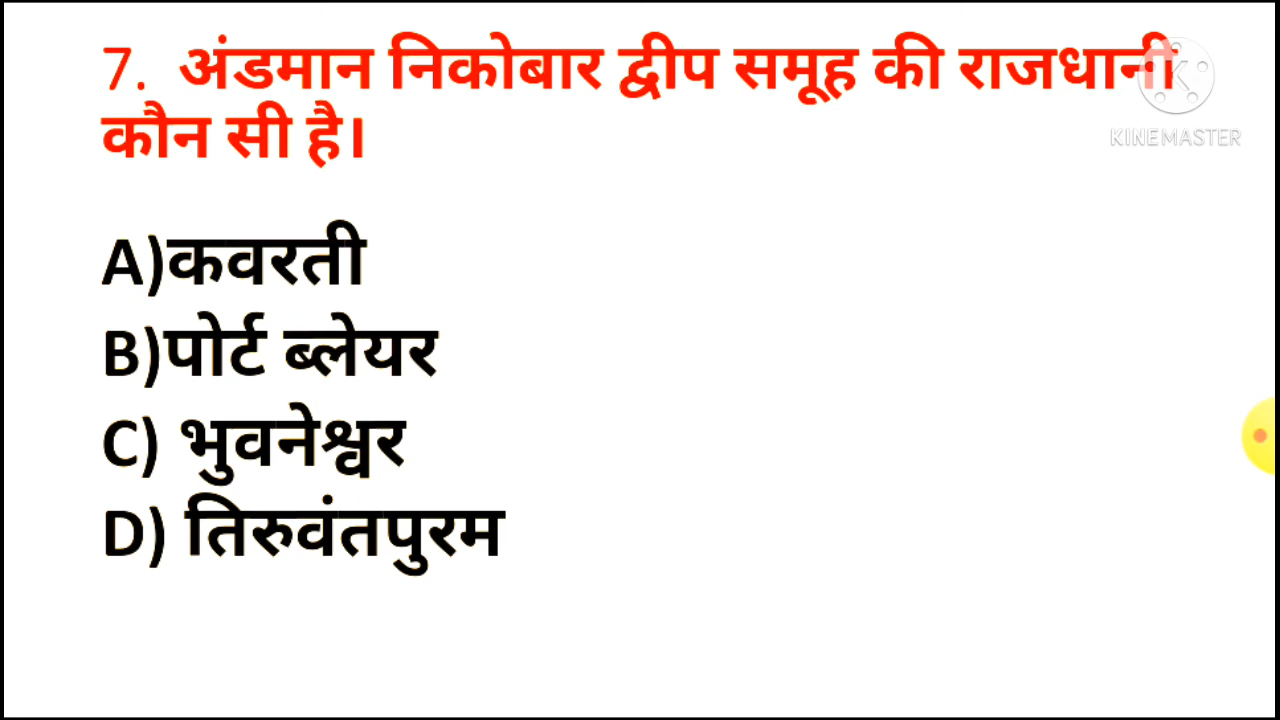 7. अंडमान निकोबार द्वीप समूह की राजधानी
कौन सी है।
KINEMASTER
A)कवरती
B)पोर्ट ब्लेयर
C) भुवनेश्वर
D) तिरुवंतपुरम